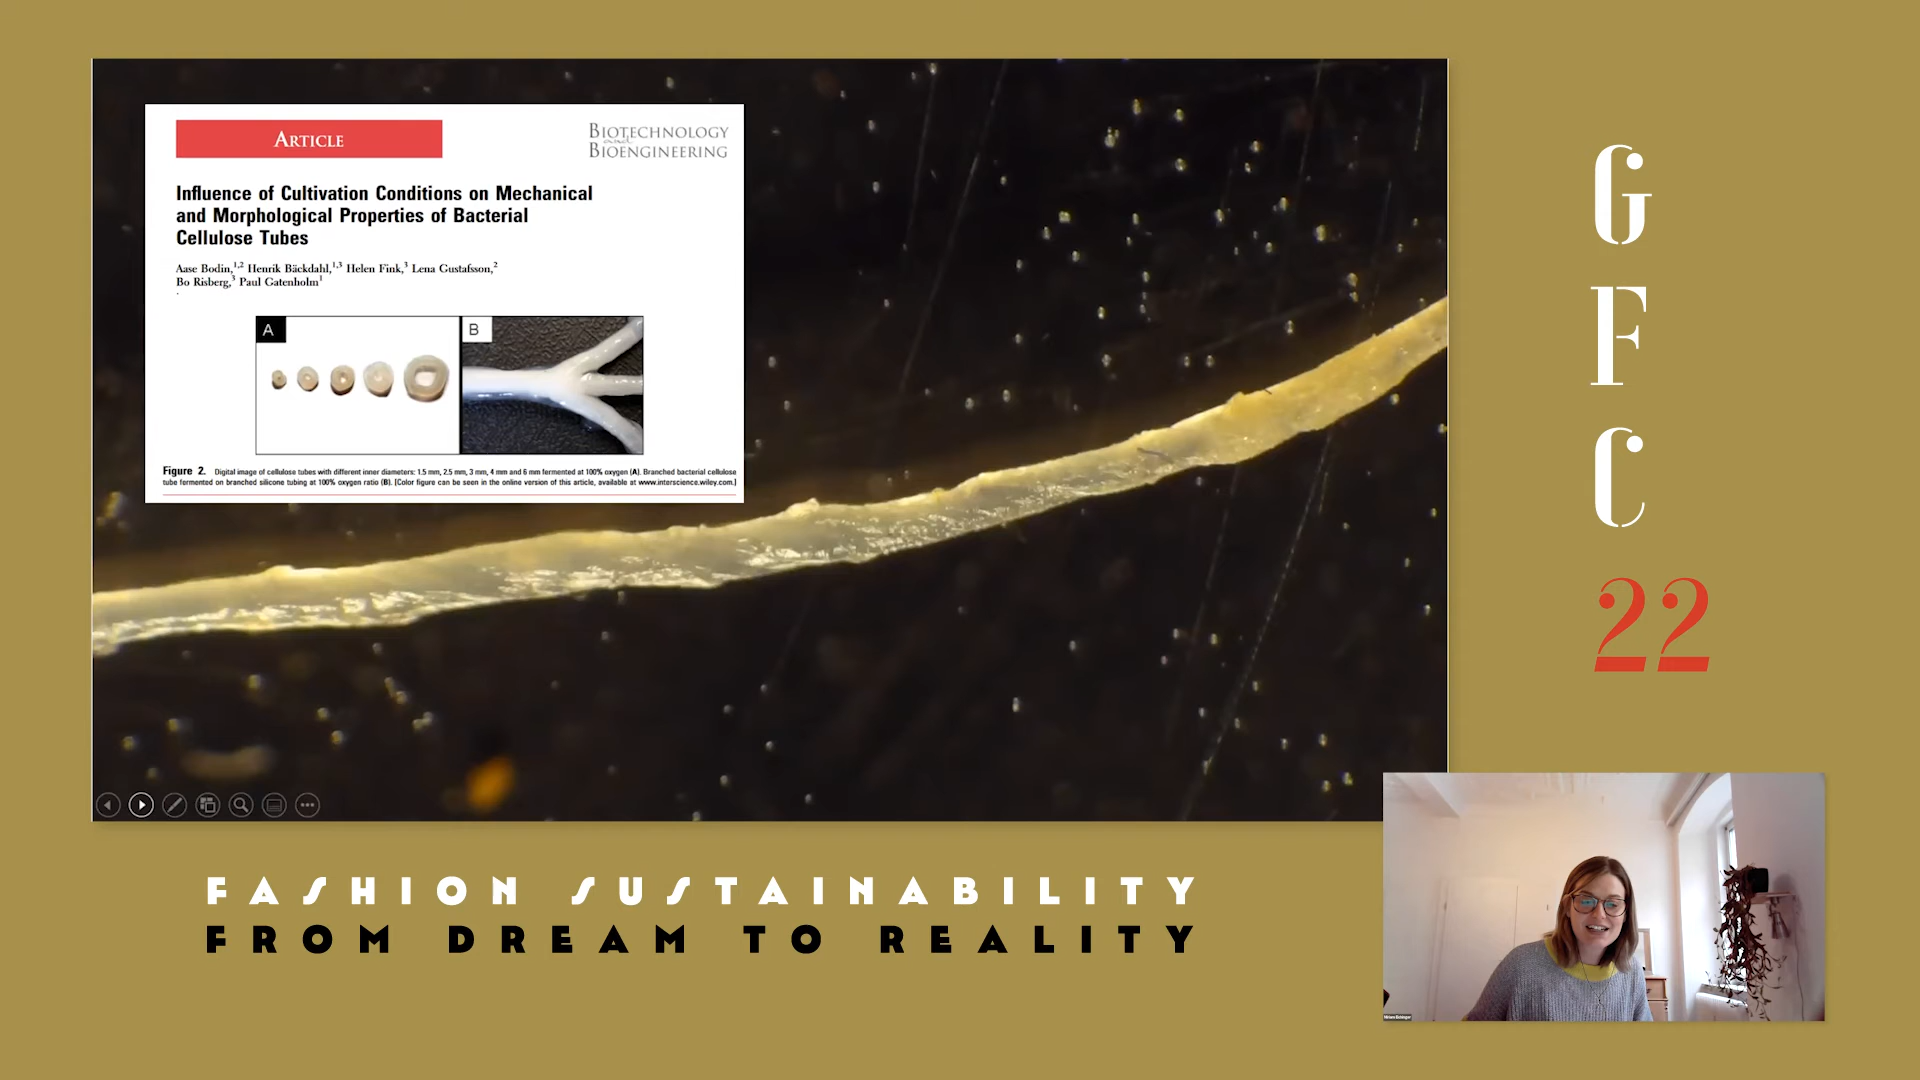 ARTICLE
BIOTECHNOLOGY
and
BIOENGINEERING
Influence of Cultivation Conditions on Mechanical
and Morphological Properties of Bacterial
Cellulose Tubes
Aase Bodin,1,2 Henrik Bäckdahl,1,3 Helen Fink,3 Lena Gustafsson,2
Bo Risberg,3 Paul Gatenholm1
A
B
Figure 2. Digital image of cellulose tubes with different inner diameters: 1.5 mm, 2.5 mm, 3 mm, 4 mm and 6 mm fermented at 100% oxygen (A). Branched bacterial cellulose
tube fermented on branched silicone tubing at 100% oxygen ratio (B). [Color figure can be seen in the online version of this article, available at www.interscience.wiley.com.]
G
F
C
22
FASHION SUSTAINABILITY
FROM DREAM TO REALITY